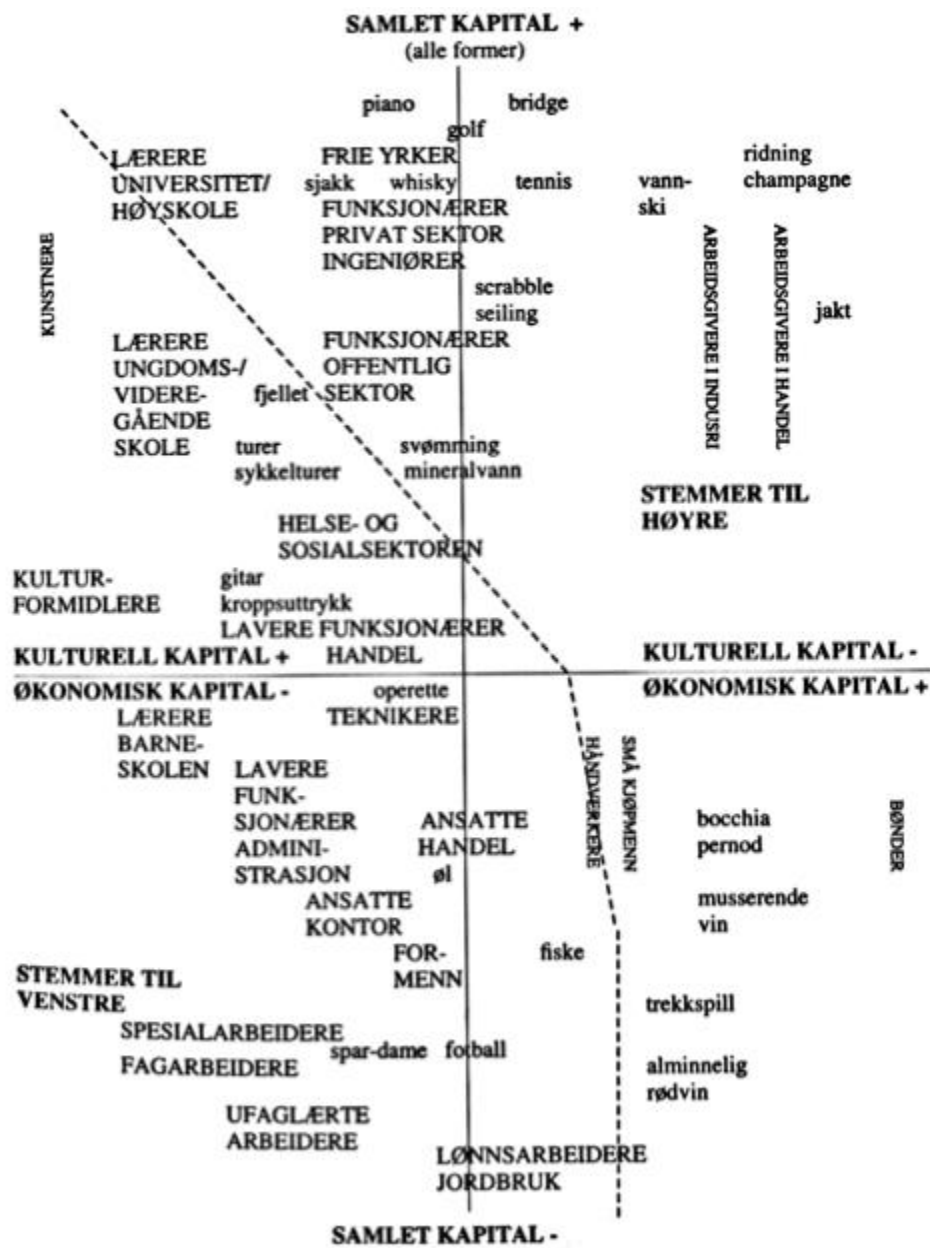 SAMLET KAPITAL +
(alle former)
piano bridge
golf
LÆRERE FRIE YRKER ridning
UNIVERSITET/ sjakk whisky tennis vann- champagne
HØYSKOLE FUNKSJONÆRER ski
PRIVAT SEKTOR
INGENIØRER
KUNSTNERE
ARBEIDSGIVERE I INDUSRI
ARBEIDSGIVERE I HANDEL
scrabble
seiling jakt
LÆRERE FUNKSJONÆRER
UNGDOMS-/ OFFENTLIG
VIDERE- fjellet SEKTOR
GÅENDE
SKOLE turer svømming
sykkelturer mineralvann
STEMMER TIL
HØYRE
HELSE- OG
SOSIALSEKTOREN
KULTUR- gitar
FORMIDLERE kroppsuttrykk
LAVERE FUNKSJONÆRER
KULTURELL KAPITAL + HANDEL KULTURELL KAPITAL -
ØKONOMISK KAPITAL - operette ØKONOMISK KAPITAL +
LÆRERE TEKNIKERE
BARNE-
SKOLEN LAVERE
FUNK-
SJONÆRER ANSATTE bocchia
ADMINI- HANDEL pernod
STRASJON øl
HÅNDVERKERE
SMÅ KJØPMENN
BØNDER
ANSATTE musserende
KONTOR vin
FOR- fiske
MENN
STEMMER TIL
VENSTRE
trekkspill
SPESIALARBEIDERE
spar-dame fotball
FAGARBEIDERE alminnelig
rødvin
UFAGLÆRTE
ARBEIDERE
LØNNSARBEIDERE
JORDBRUK
SAMLET KAPITAL -